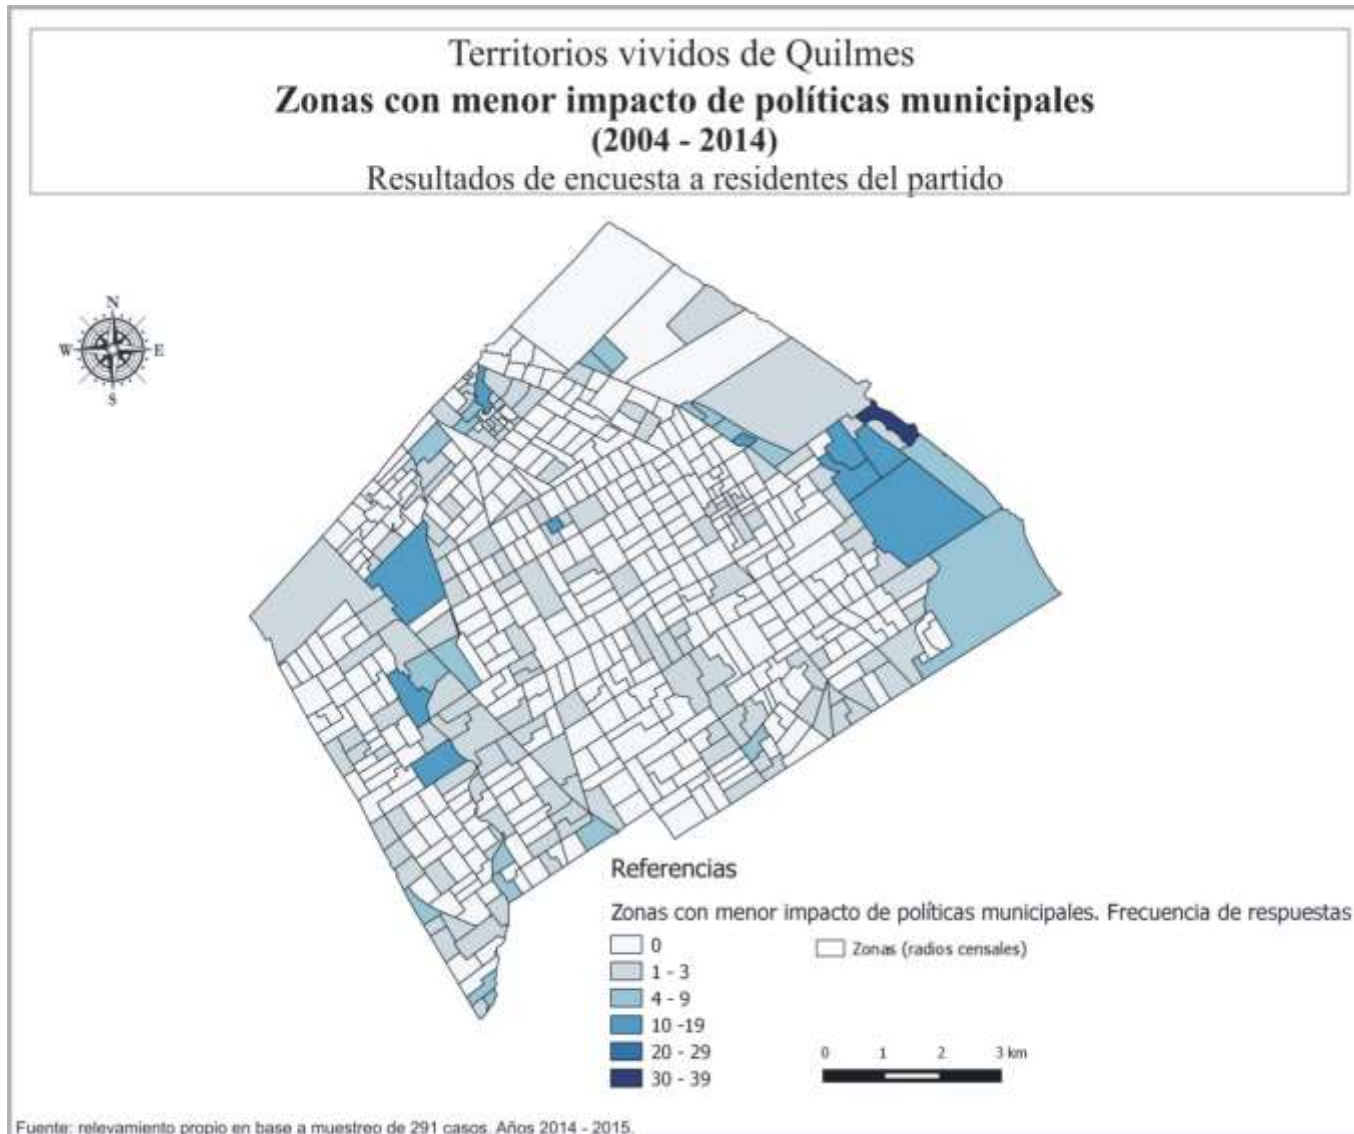 Territorios vividos de Quilmes
Zonas con menor impacto de políticas municipales
(2004 - 2014)
Resultados de encuesta a residentes del partido
N
W E
S
Referencias
Zonas con menor impacto de políticas municipales. Frecuencia de respuestas
0
Zonas (radios censales)
1 - 3
4 - 9
10 -19
20 - 29
0 1 2 3 km
30 - 39
Fuente: relevamiento propio en base a muestreo de 291 casos. Años 2014 - 2015.